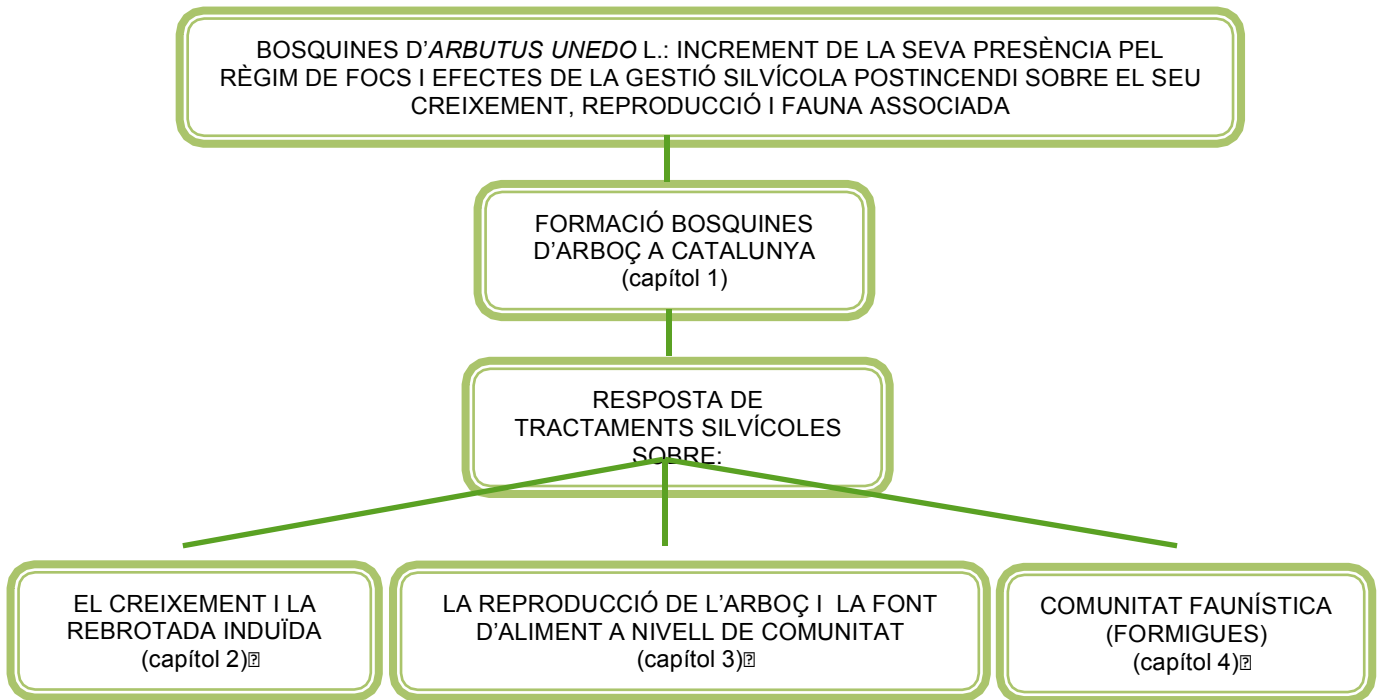 BOSQUINES D'ARBUTUS UNEDO L.: INCREMENT DE LA SEVA PRESÈNCIA PEL
RÈGIM DE FOCS I EFECTES DE LA GESTIÓ SILVÍCOLA POSTINCENDI SOBRE EL SEU
CREIXEMENT, REPRODUCCIÓ I FAUNA ASSOCIADA
FORMACIÓ BOSQUINES
D'ARBOÇ A CATALUNYA
(capítol 1)
RESPOSTA DE
TRACTAMENTS SILVÍCOLES
SOBRE:
EL CREIXEMENT I LA
REBROTADA INDUÏDA
(capítol 2)
LA REPRODUCCIÓ DE L'ARBOÇ I LA FONT
D'ALIMENT A NIVELL DE COMUNITAT
(capítol 3)
COMUNITAT FAUNÍSTICA
(FORMIGUES)
(capítol 4)